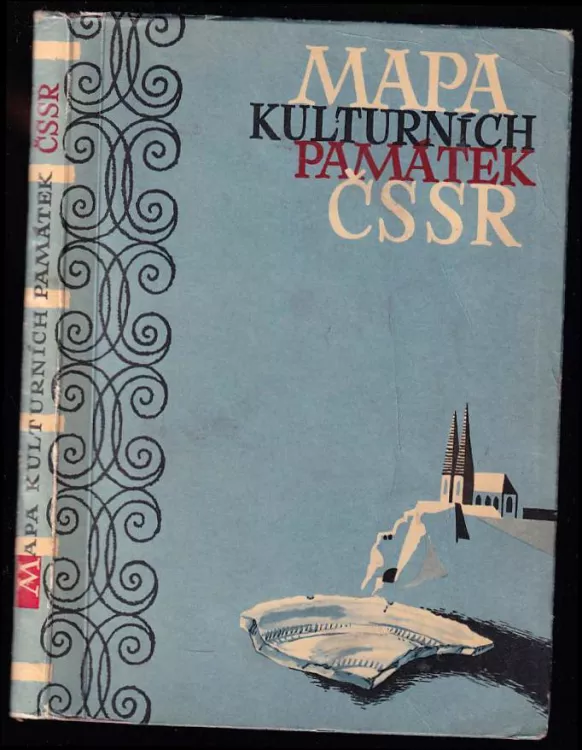 MAPA
KULTURNÍCH
PAMÁTEK
ČSSR
MAPA KULTURNÍCH PAMÁTEK ČSSR